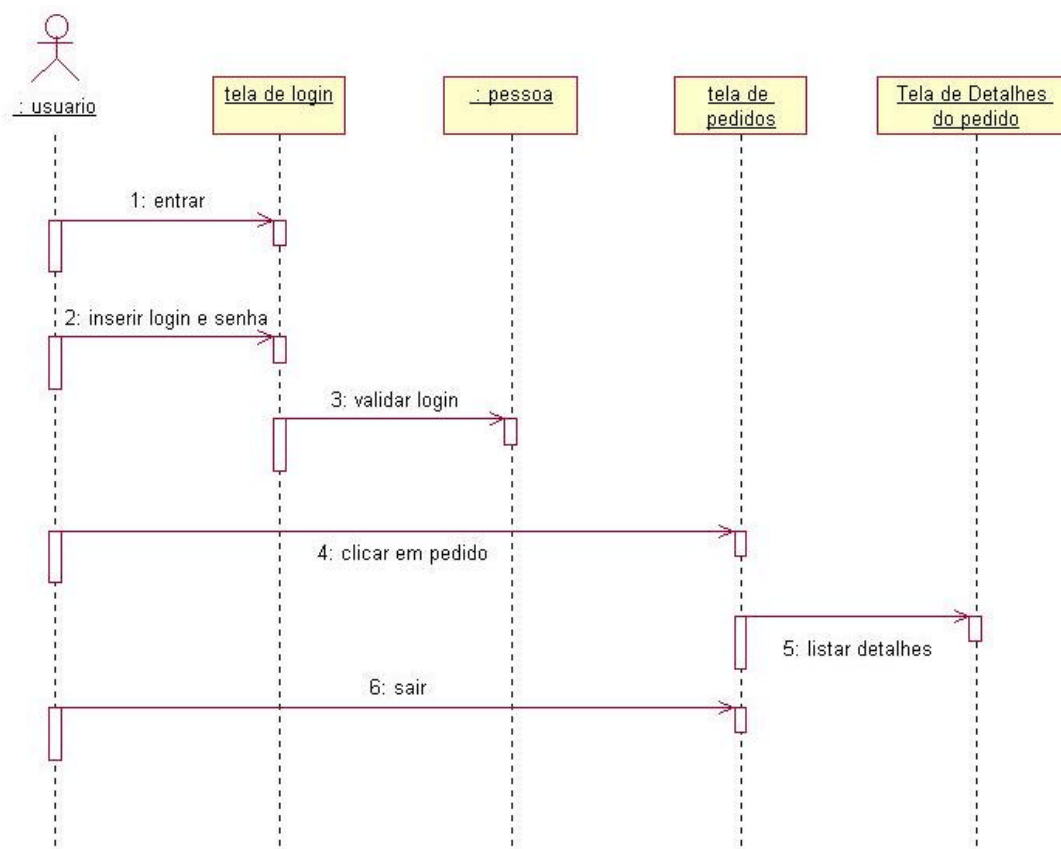 : usuario
tela de login
: pessoa
tela de
pedidos
Tela de Detalhes
do pedido
1: entrar
2: inserir login e senha
3: validar login
4: clicar em pedido
5: listar detalhes
6: sair